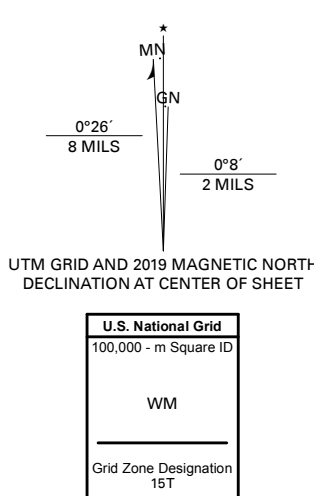 ★
MN
GN
0°26´
8 MILS
0°8´
2 MILS
UTM GRID AND 2019 MAGNETIC NORTH
DECLINATION AT CENTER OF SHEET
U.S. National Grid
100,000 - m Square ID
WM
Grid Zone Designation
15T